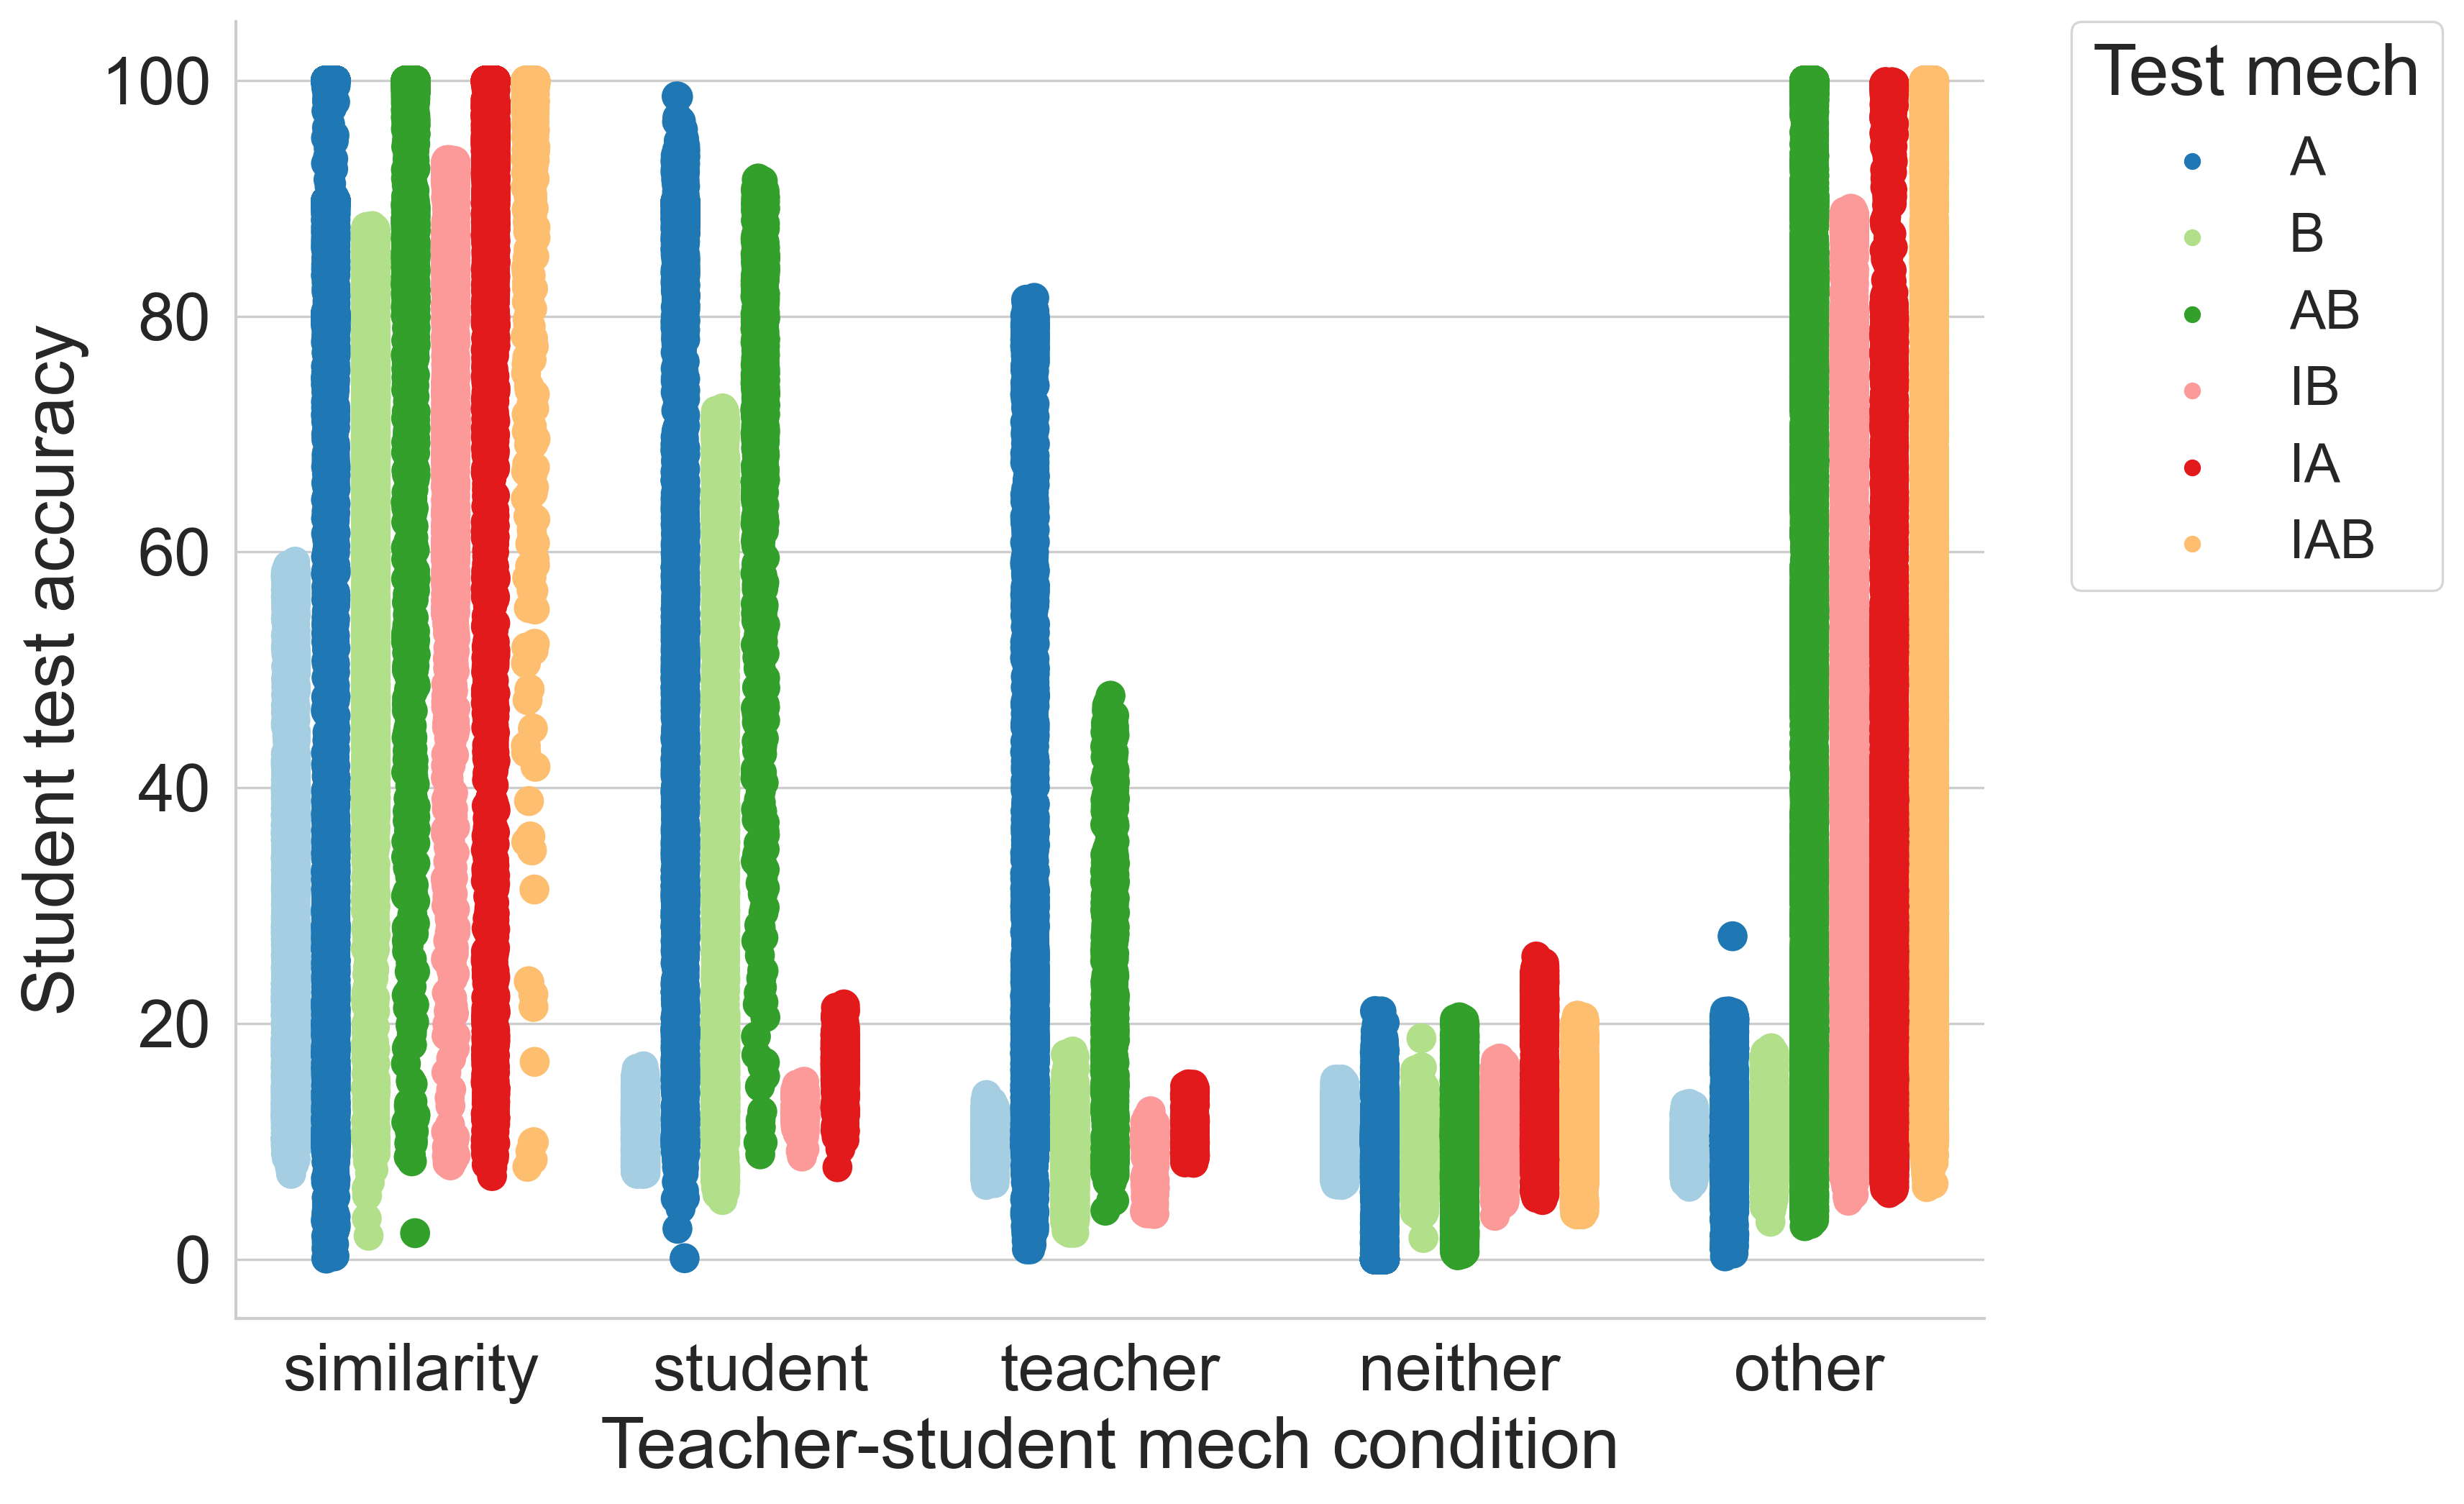 Student test accuracy
100
80
60
40
20
0
similarity
student
teacher
neither
other
Teacher-student mech condition
Test mech
A
B
AB
IB
IA
IAB